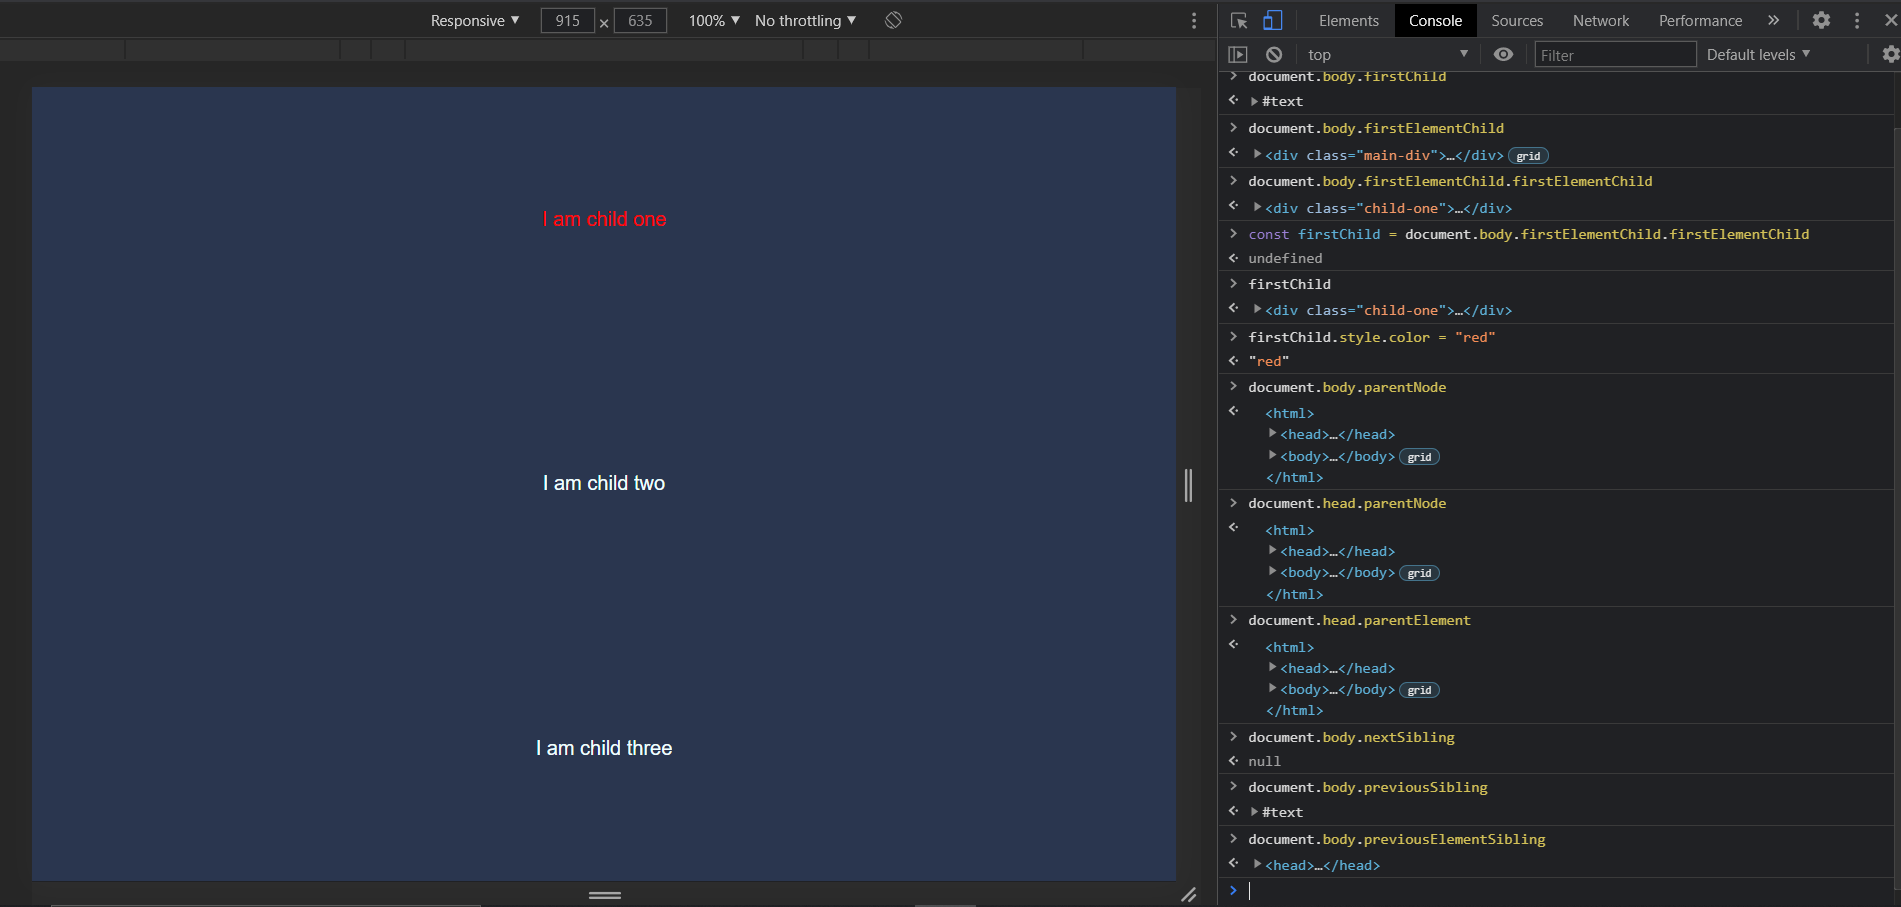 Responsive ▼ 915 × 635 100% ▼ No throttling ▼
I am child one
I am child two
I am child three
Elements Console Sources Network Performance »
top ▼ Filter Default levels ▼
document.body.firstChild
#text
document.body.firstElementChild
<div class="main-div">…</div> grid
document.body.firstElementChild.firstElementChild
<div class="child-one">…</div>
const firstChild = document.body.firstElementChild.firstElementChild
undefined
firstChild
<div class="child-one">…</div>
firstChild.style.color = "red"
"red"
document.body.parentNode
<html>
<head>…</head>
<body>…</body> grid
</html>
document.head.parentNode
<html>
<head>…</head>
<body>…</body> grid
</html>
document.head.parentElement
<html>
<head>…</head>
<body>…</body> grid
</html>
document.body.nextSibling
null
document.body.previousSibling
#text
document.body.previousElementSibling
<head>…</head>